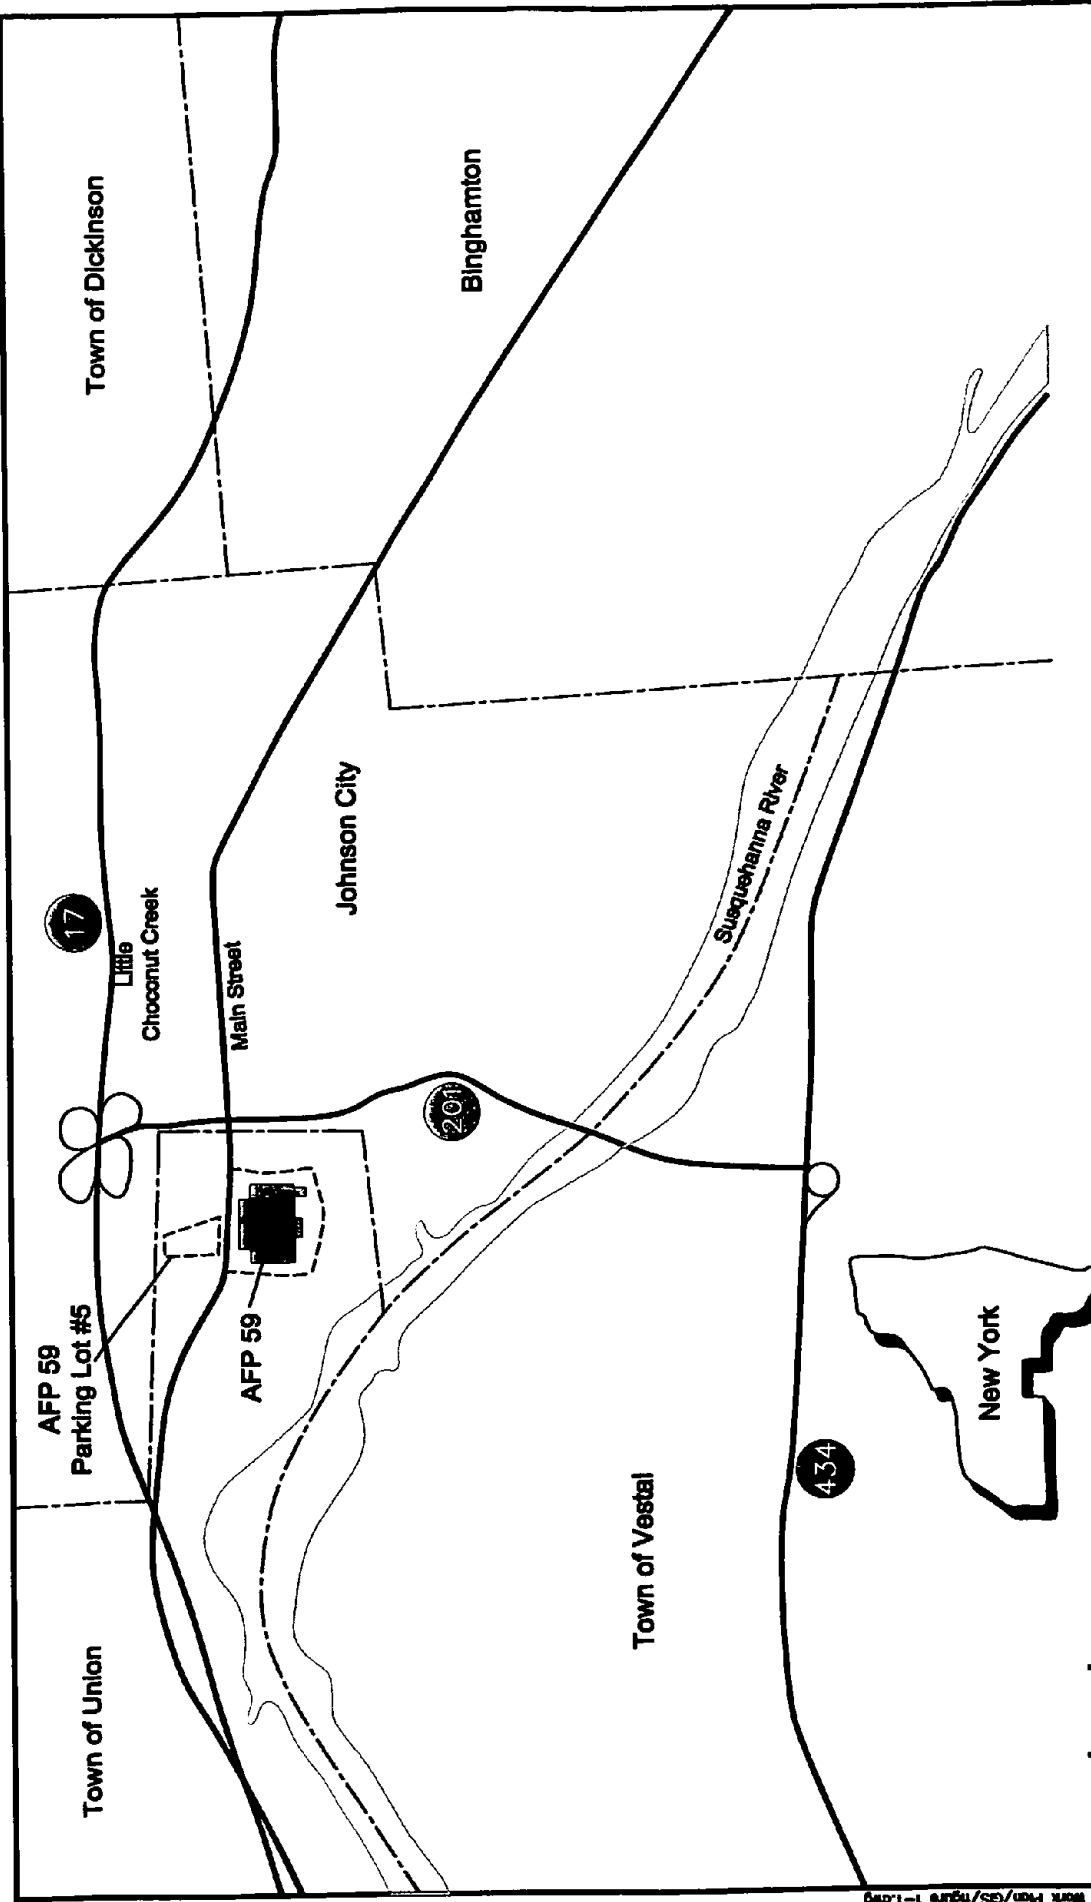 Town of Union
AFP 59
Parking Lot #5
AFP 59
17
Little
Choconut Creek
Main Street
Town of Dickinson
Binghamton
Johnson City
201
Susquehanna River
Town of Vestal
434
New York